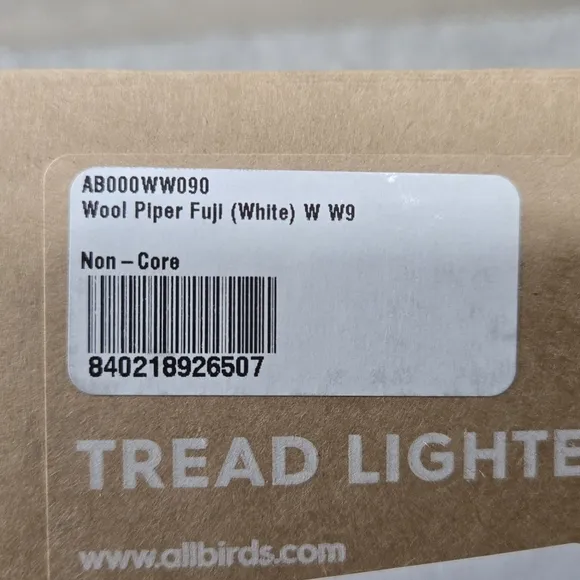 AB000WW090
Wool Piper Fuji (White) W W9
Non-Core
840218926507
TREAD LIGHTE
www.allbirds.com